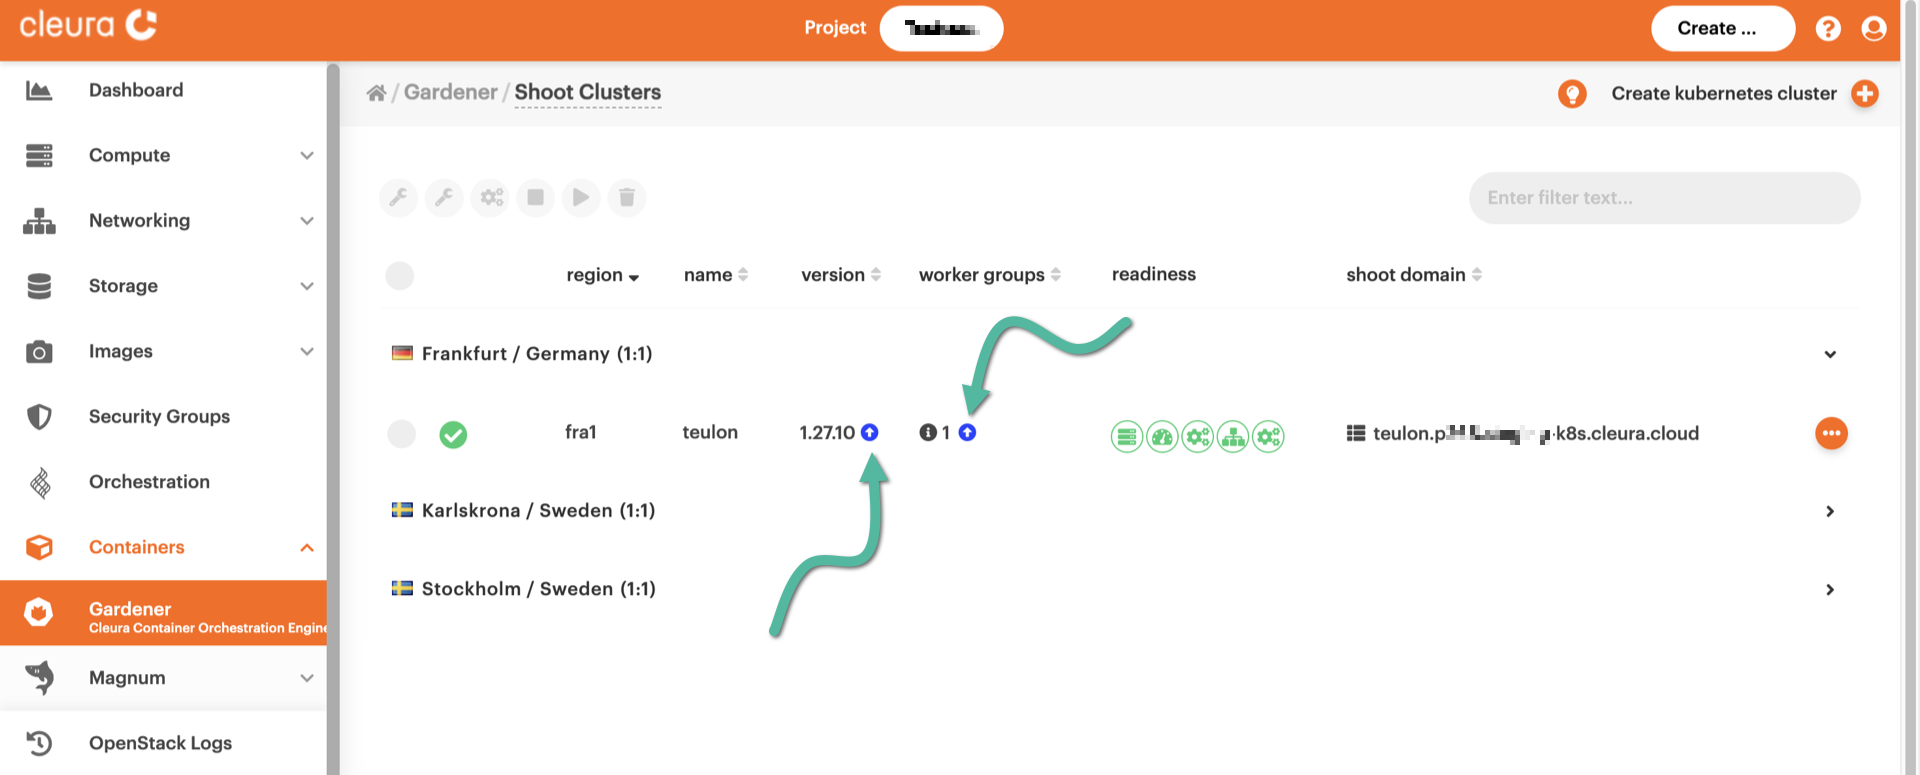 cleura
Project
Create ...
Dashboard
Compute
Networking
Storage
Images
Security Groups
Orchestration
Containers
Gardener
Cleura Container Orchestration Engine
Magnum
OpenStack Logs
/ Gardener / Shoot Clusters
Create kubernetes cluster
Enter filter text...
region name version worker groups readiness shoot domain
Frankfurt / Germany (1:1)
fra1 teulon 1.27.10 1 k8s.cleura.cloud
Karlskrona / Sweden (1:1)
Stockholm / Sweden (1:1)